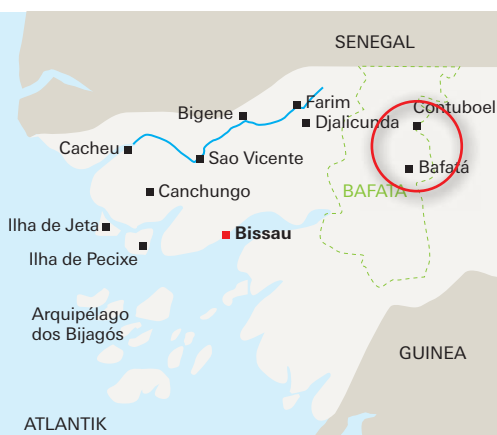 SENEGAL
Farim
Contuboel
Bigene
Djalicunda
Cacheu
Sao Vicente
Bafatá
Canchungo
BAFATÁ
Ilha de Jeta
Bissau
Ilha de Pecixe
Arquipélago
dos Bijagós
GUINEA
ATLANTIK